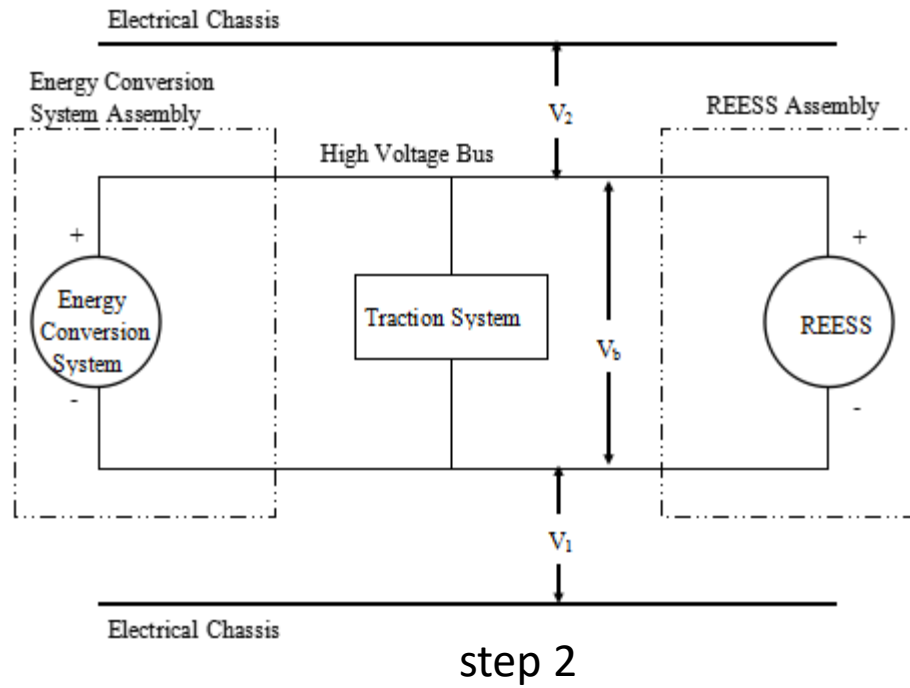 Electrical Chassis
Energy Conversion
System Assembly
V₂
REESS Assembly
High Voltage Bus
+
+
Energy
Conversion
System
Traction System
V_b
REESS
-
-
V₁
Electrical Chassis
step 2